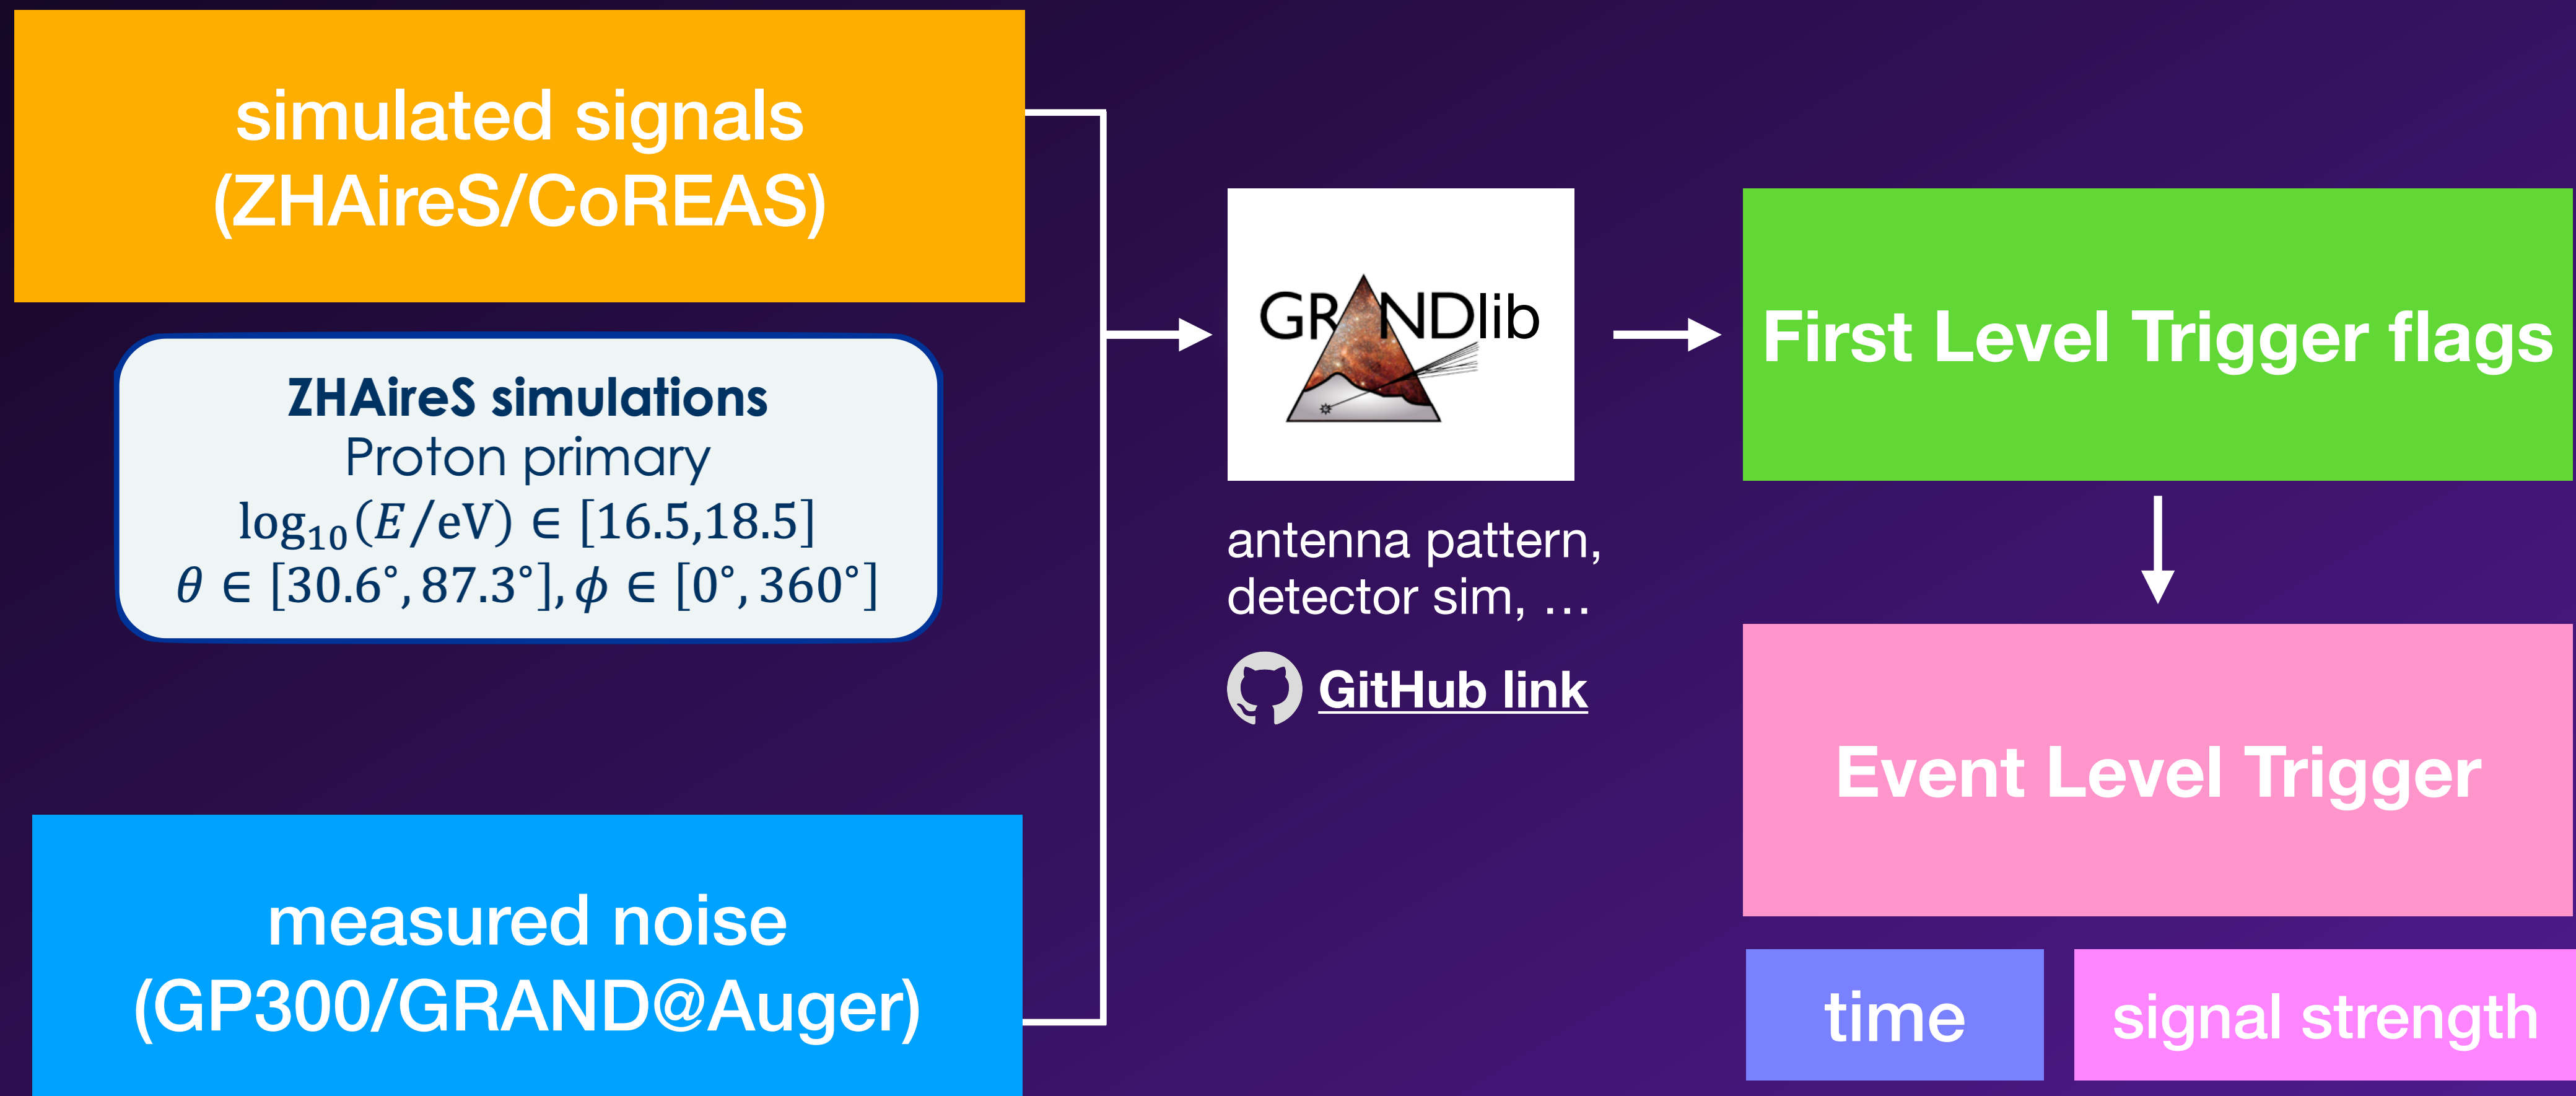 simulated signals
(ZHAireS/CoREAS)
ZHAireS simulations
Proton primary
log₁₀(E/eV) ∈ [16.5,18.5]
θ ∈ [30.6°, 87.3°], ϕ ∈ [0°, 360°]
measured noise
(GP300/GRAND@Auger)
GRANDlib
antenna pattern,
detector sim, …
GitHub link
First Level Trigger flags
Event Level Trigger
time
signal strength